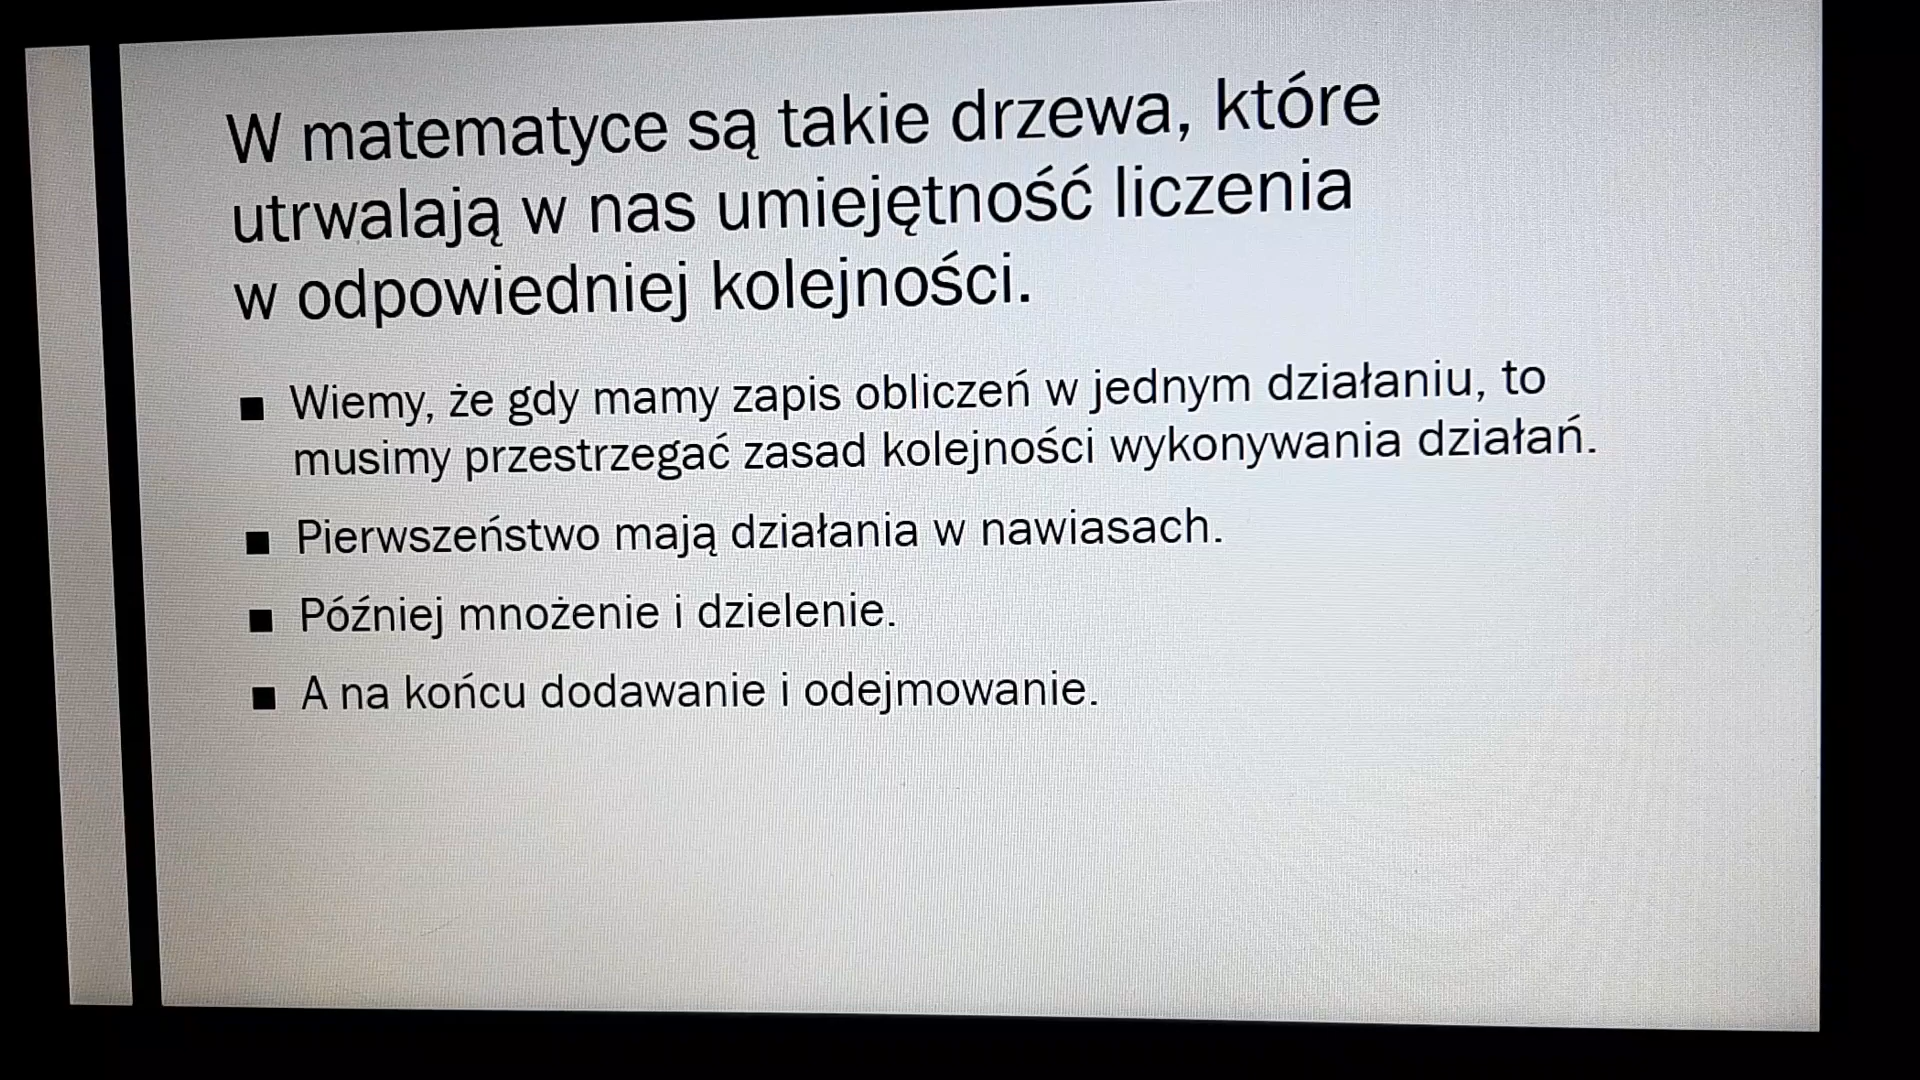 W matematyce są takie drzewa, które
utrwalają w nas umiejętność liczenia
w odpowiedniej kolejności.
■ Wiemy, że gdy mamy zapis obliczeń w jednym działaniu, to
musimy przestrzegać zasad kolejności wykonywania działań.
■ Pierwszeństwo mają działania w nawiasach.
■ Później mnożenie i dzielenie.
■ A na końcu dodawanie i odejmowanie.